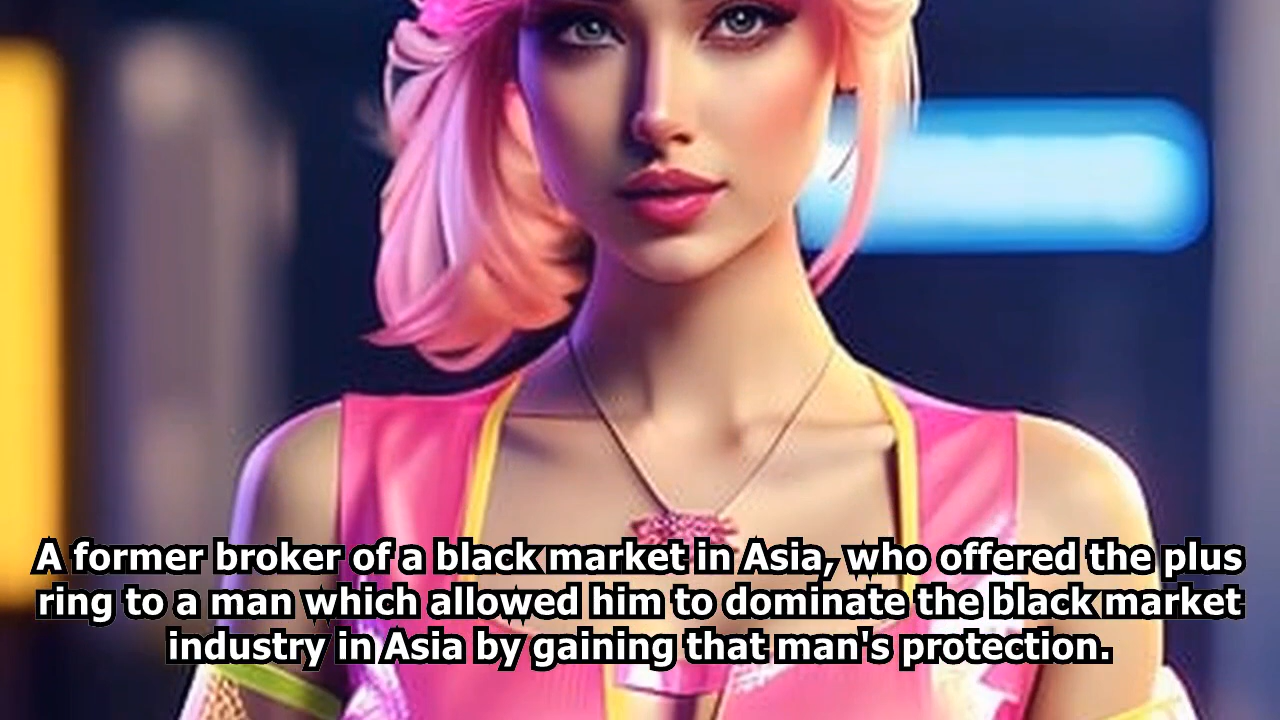 A former broker of a black market in Asia, who offered the plus
ring to a man which allowed him to dominate the black market
industry in Asia by gaining that man's protection.